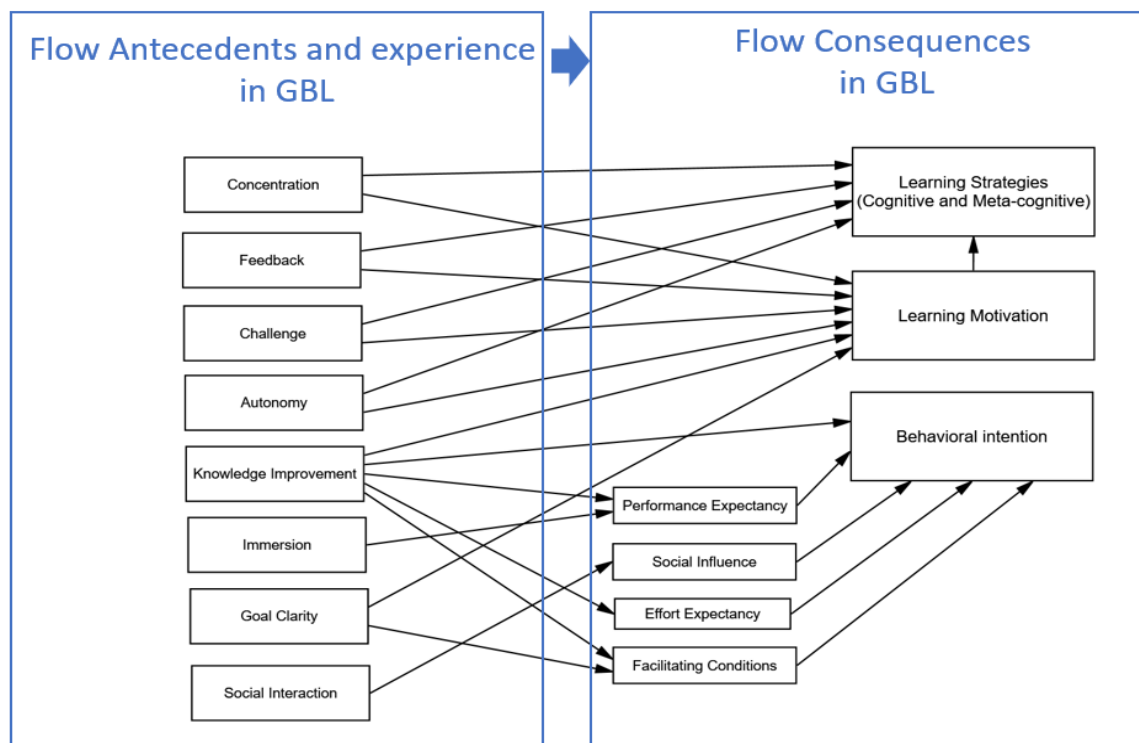 Flow Antecedents and experience
in GBL
Flow Consequences
in GBL
Concentration
Feedback
Challenge
Autonomy
Knowledge Improvement
Immersion
Goal Clarity
Social Interaction
Learning Strategies
(Cognitive and Meta-cognitive)
Learning Motivation
Behavioral intention
Performance Expectancy
Social Influence
Effort Expectancy
Facilitating Conditions